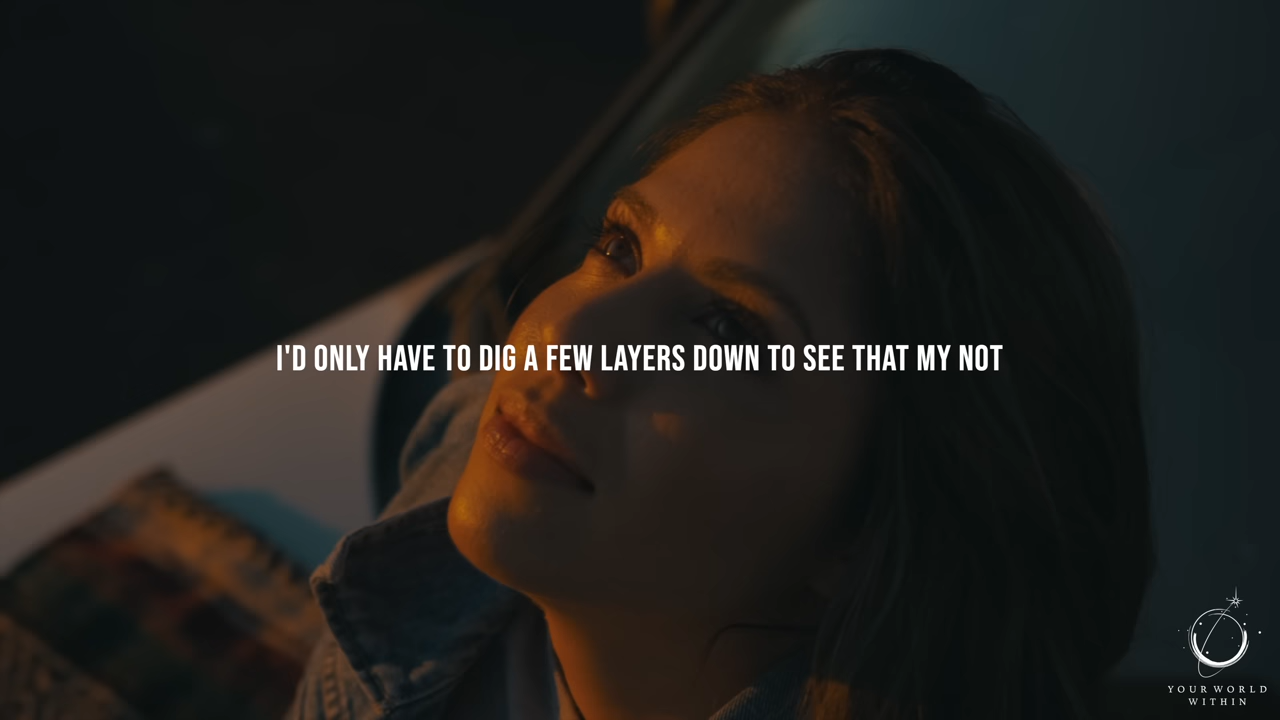 I'D ONLY HAVE TO DIG A FEW LAYERS DOWN TO SEE THAT MY NOT
YOUR WORLD
WITHIN